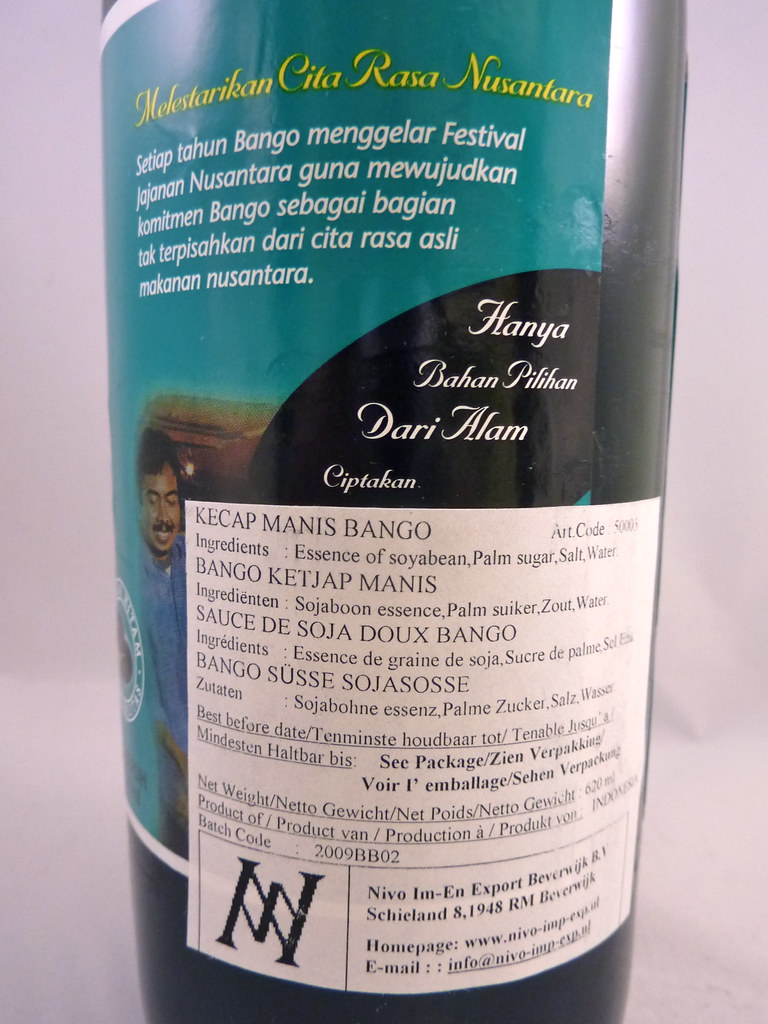 Melestarikan Cita Rasa Nusantara
Setiap tahun Bango menggelar Festival
Jajanan Nusantara guna mewujudkan
komitmen Bango sebagai bagian
tak terpisahkan dari cita rasa asli
makanan nusantara.
Hanya
Bahan Pilihan
Dari Alam
Ciptakan
KECAP MANIS BANGO Art.Code : 50003
Ingredients : Essence of soyabean,Palm sugar,Salt,Water.
BANGO KETJAP MANIS
Ingrediënten : Sojaboon essence,Palm suiker,Zout,Water
SAUCE DE SOJA DOUX BANGO
Ingrédients : Essence de graine de soja,Sucre de palme,Sel
BANGO SÜSSE SOJASOSSE
Zutaten : Sojabohne essenz,Palme Zucker,Salz,Wasser
Best before date/Tenminste houdbaar tot/ Tenable Jusqu' a /
Mindesten Haltbar bis: See Package/Zien Verpakking/
Voir I' emballage/Sehen Verpackung
Net Weight/Netto Gewicht/Net Poids/Netto Gewicht : 620 ml
Product of / Product van / Production à / Produkt von INDONESIA
Batch Code : 2009BB02
Nivo Im-En Export Beverwijk B.V
Schieland 8,1948 RM Beverwijk
Homepage: www.nivo-imp-exp.nl
E-mail : : info@nivo-imp-exp.nl